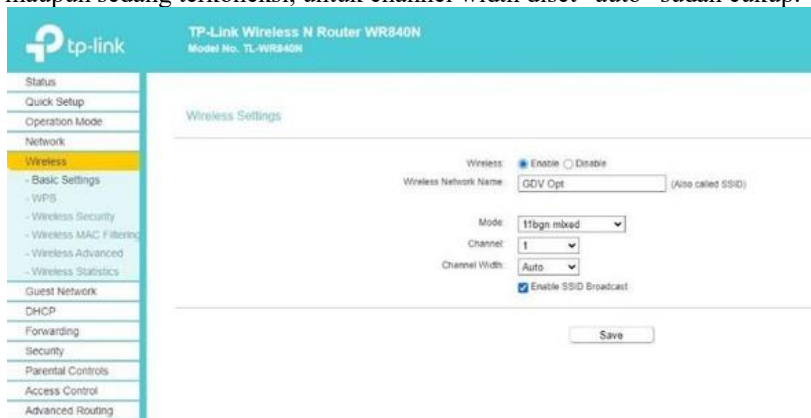 maupun sedang terkoneksi, untuk channel width diset "auto" sudah cukup.
tp-link
TP-Link Wireless N Router WR840N
Model No. TL-WR840N
Status
Quick Setup
Operation Mode
Network
Wireless
- Basic Settings
- WPS
- Wireless Security
- Wireless MAC Filtering
- Wireless Advanced
- Wireless Statistics
Guest Network
DHCP
Forwarding
Security
Parental Controls
Access Control
Advanced Routing
Wireless Settings
Wireless: Enable Disable
Wireless Network Name: GDV Opt (Also called SSID)
Mode: 11bgn mixed
Channel: 1
Channel Width: Auto
Enable SSID Broadcast
Save